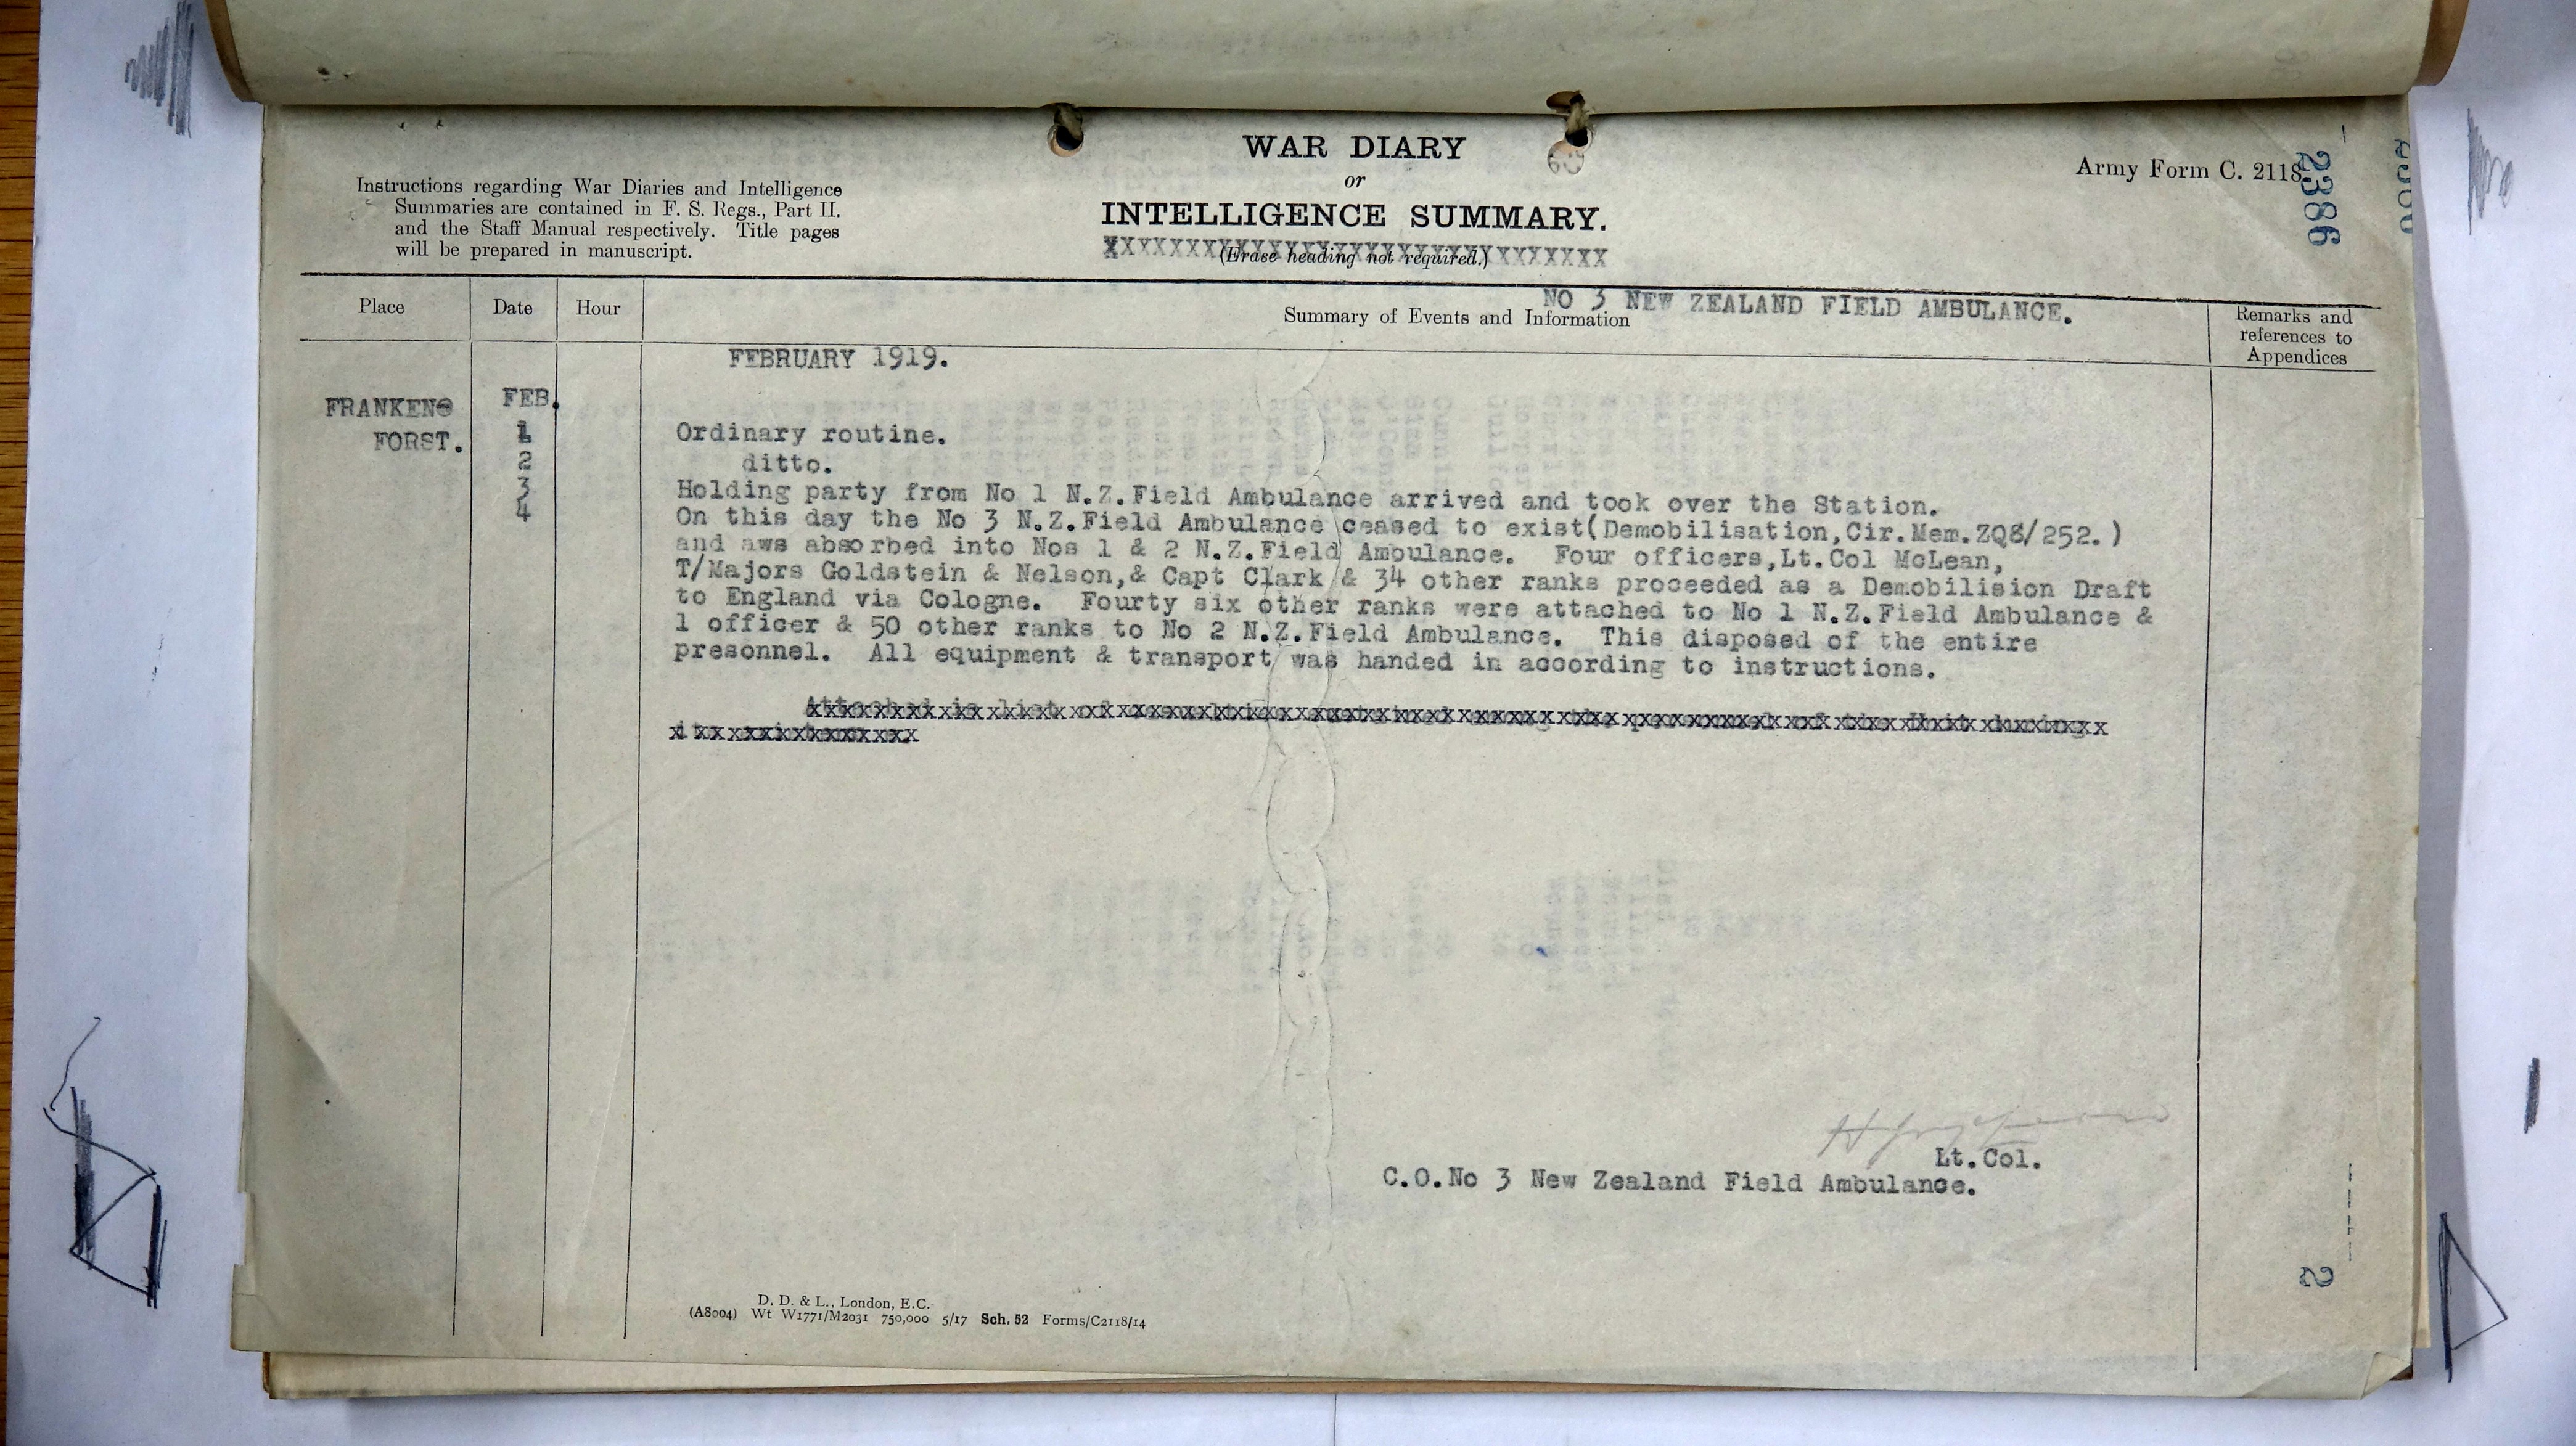 WAR DIARY
or
INTELLIGENCE SUMMARY.
(Erase heading not required.)
Instructions regarding War Diaries and Intelligence
Summaries are contained in F. S. Regs., Part II.
and the Staff Manual respectively. Title pages
will be prepared in manuscript.
Army Form C. 2118.
2386
NO 3 NEW ZEALAND FIELD AMBULANCE.
Place Date Hour Summary of Events and Information Remarks and
references to
Appendices
FEBRUARY 1919.
FRANKEN FEB.
FORST. 1 Ordinary routine.
2 ditto.
3 Holding party from No 1 N.Z.Field Ambulance arrived and took over the Station.
4 On this day the No 3 N.Z.Field Ambulance ceased to exist(Demobilisation,Cir.Mem.ZQ8/252.)
and aws absorbed into Nos 1 & 2 N.Z.Field Ambulance. Four officers,Lt.Col McLean,
T/Majors Goldstein & Nelson,& Capt Clark & 34 other ranks proceeded as a Demobilision Draft
to England via Cologne. Fourty six other ranks were attached to No 1 N.Z.Field Ambulance &
1 officer & 50 other ranks to No 2 N.Z.Field Ambulance. This disposed of the entire
presonnel. All equipment & transport was handed in according to instructions.
Lt.Col.
C.O.No 3 New Zealand Field Ambulance.
2
D. D. & L., London, E.C.
(A8004) Wt W1771/M2031 750,000 5/17 Sch. 52 Forms/C2118/14